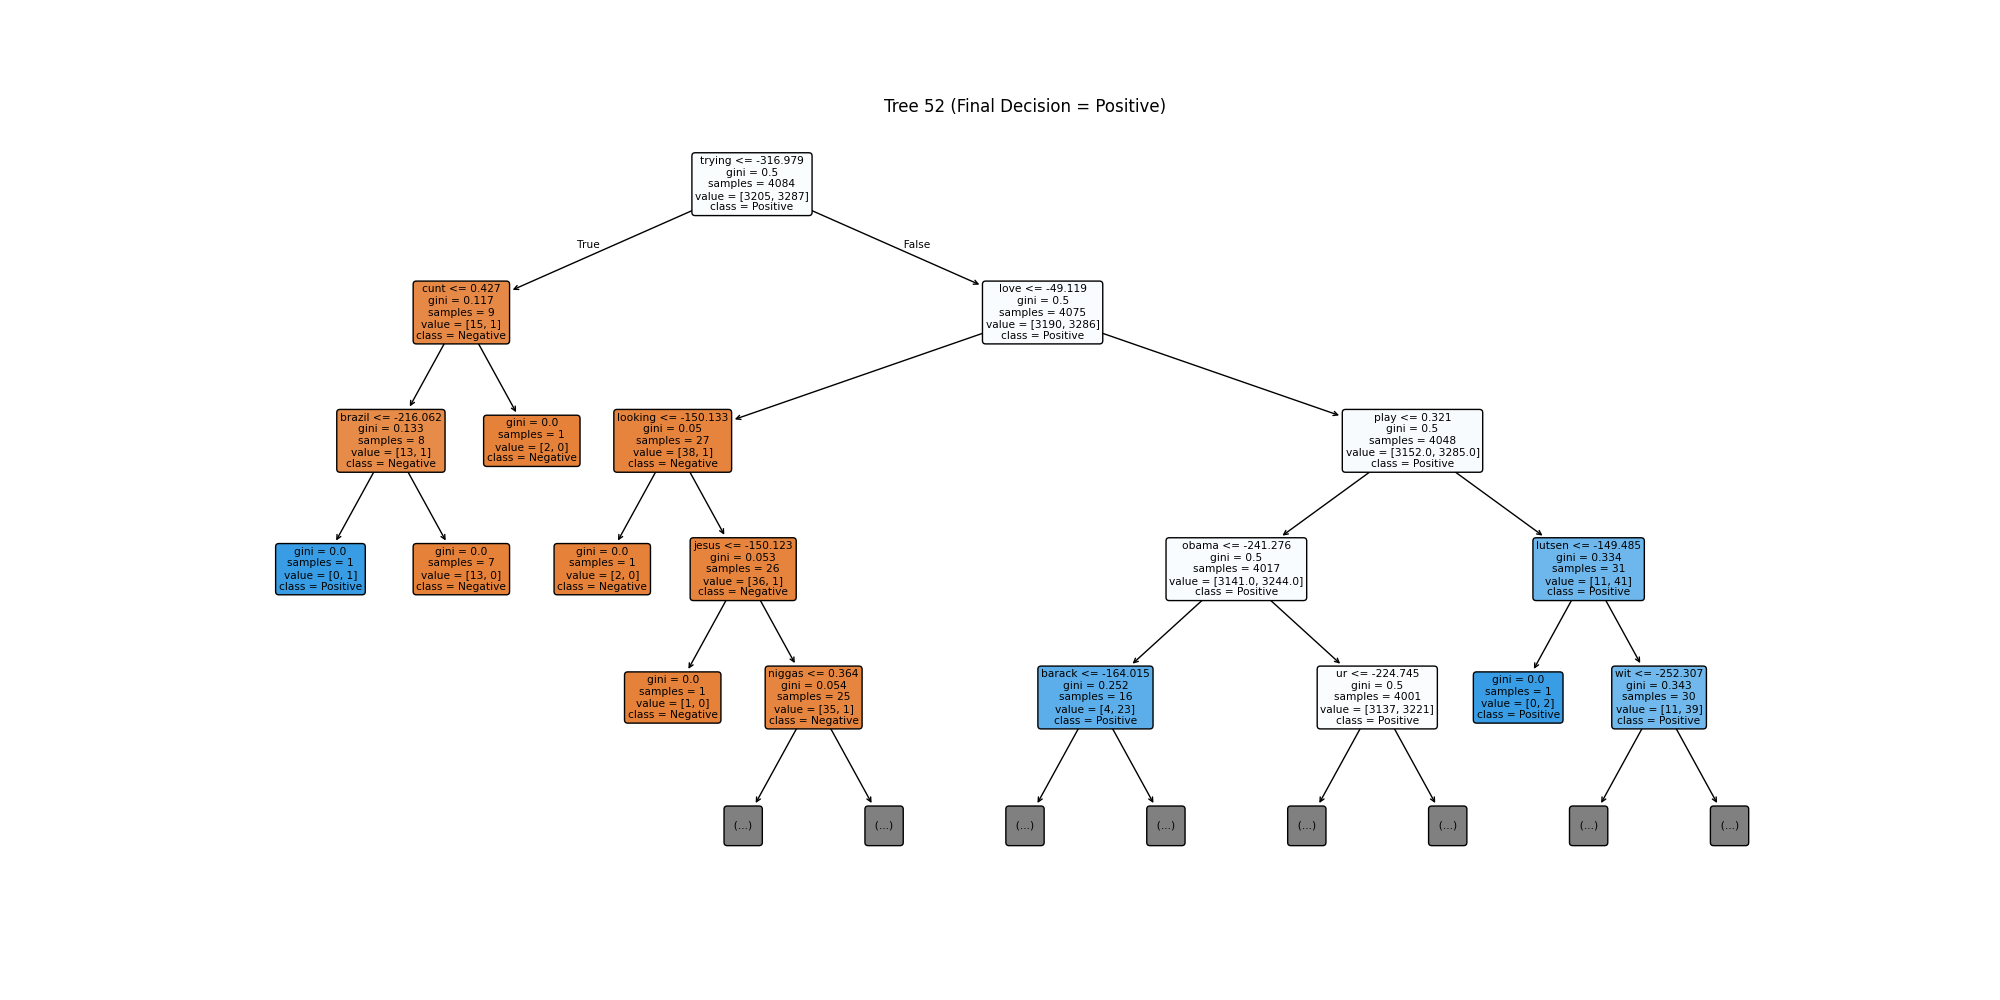 Tree 52 (Final Decision = Positive)
trying <= -316.979
gini = 0.5
samples = 4084
value = [3205, 3287]
class = Positive
True
False
cunt <= 0.427
gini = 0.117
samples = 9
value = [15, 1]
class = Negative
love <= -49.119
gini = 0.5
samples = 4075
value = [3190, 3286]
class = Positive
brazil <= -216.062
gini = 0.133
samples = 8
value = [13, 1]
class = Negative
gini = 0.0
samples = 1
value = [2, 0]
class = Negative
looking <= -150.133
gini = 0.05
samples = 27
value = [38, 1]
class = Negative
play <= 0.321
gini = 0.5
samples = 4048
value = [3152.0, 3285.0]
class = Positive
gini = 0.0
samples = 1
value = [0, 1]
class = Positive
gini = 0.0
samples = 7
value = [13, 0]
class = Negative
gini = 0.0
samples = 1
value = [2, 0]
class = Negative
jesus <= -150.123
gini = 0.053
samples = 26
value = [36, 1]
class = Negative
obama <= -241.276
gini = 0.5
samples = 4017
value = [3141.0, 3244.0]
class = Positive
lutsen <= -149.485
gini = 0.334
samples = 31
value = [11, 41]
class = Positive
gini = 0.0
samples = 1
value = [1, 0]
class = Negative
niggas <= 0.364
gini = 0.054
samples = 25
value = [35, 1]
class = Negative
barack <= -164.015
gini = 0.252
samples = 16
value = [4, 23]
class = Positive
ur <= -224.745
gini = 0.5
samples = 4001
value = [3137, 3221]
class = Positive
gini = 0.0
samples = 1
value = [0, 2]
class = Positive
wit <= -252.307
gini = 0.343
samples = 30
value = [11, 39]
class = Positive
(...)
(...)
(...)
(...)
(...)
(...)
(...)
(...)